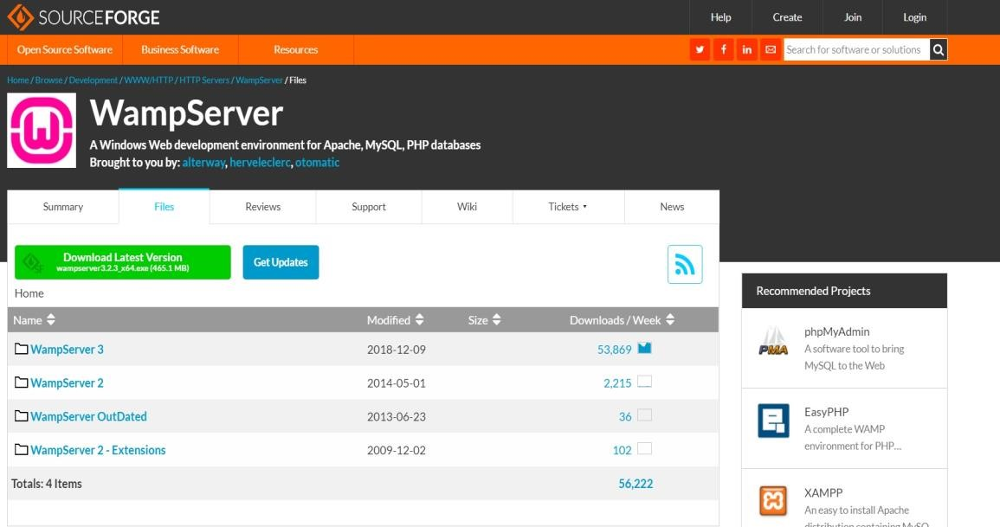 SOURCEFORGE
Help Create Join Login
Open Source Software Business Software Resources
Search for software or solutions
Home / Browse / Development / WWW/HTTP / HTTP Servers / WampServer / Files
WampServer
A Windows Web development environment for Apache, MySQL, PHP databases
Brought to you by: alterway, herveleclerc, otomatic
Summary Files Reviews Support Wiki Tickets News
Download Latest Version
wampserver3.2.3_x64.exe (465.1 MB)
Get Updates
Home
Name Modified Size Downloads / Week
WampServer 3 2018-12-09 53,869
WampServer 2 2014-05-01 2,215
WampServer OutDated 2013-06-23 36
WampServer 2 - Extensions 2009-12-02 102
Totals: 4 Items 56,222
Recommended Projects
PMA
phpMyAdmin
A software tool to bring
MySQL to the Web
EasyPHP
A complete WAMP
environment for PHP...
XAMPP
An easy to install Apache
distribution containing MySQ